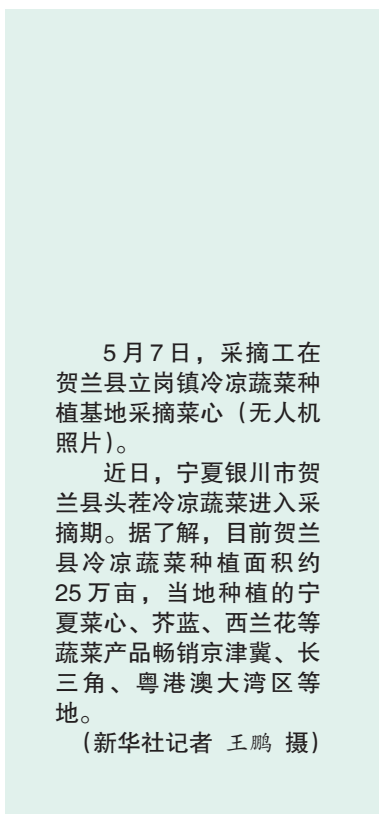 5月7日，采摘工在
贺兰县立岗镇冷凉蔬菜种
植基地采摘菜心（无人机
照片）。
近日，宁夏银川市贺
兰县头茬冷凉蔬菜进入采
摘期。据了解，目前贺兰
县冷凉蔬菜种植面积约
25万亩，当地种植的宁
夏菜心、芥蓝、西兰花等
蔬菜产品畅销京津冀、长
三角、粤港澳大湾区等
地。
（新华社记者 王鹏 摄）